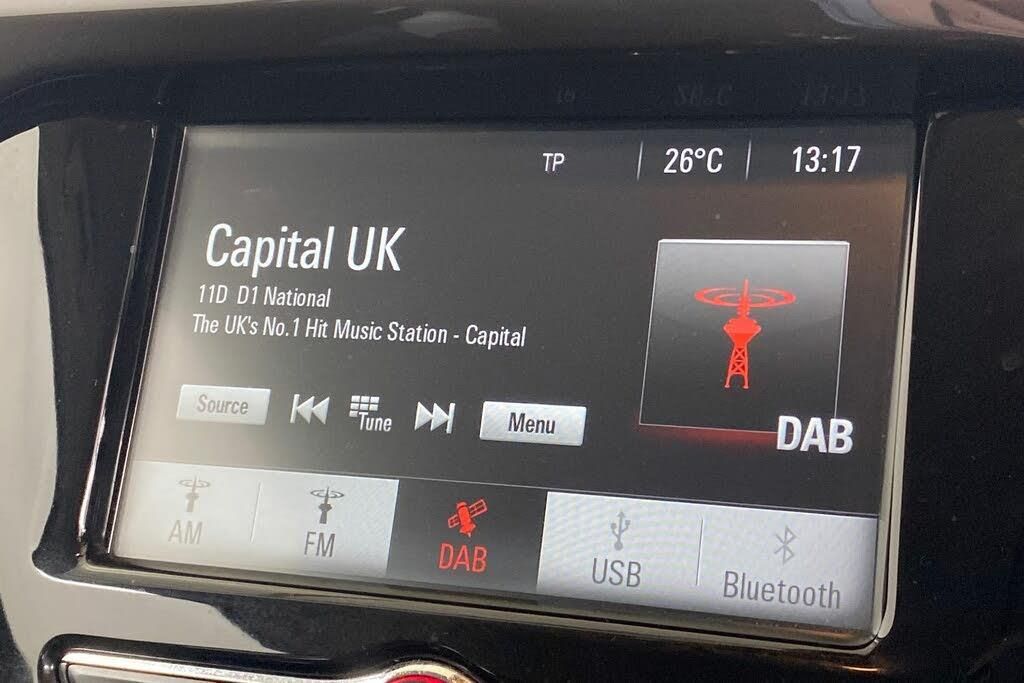 TP 26°C 13:17
Capital UK
11D D1 National
The UK's No.1 Hit Music Station - Capital
Source Tune Menu
DAB
AM FM DAB USB Bluetooth